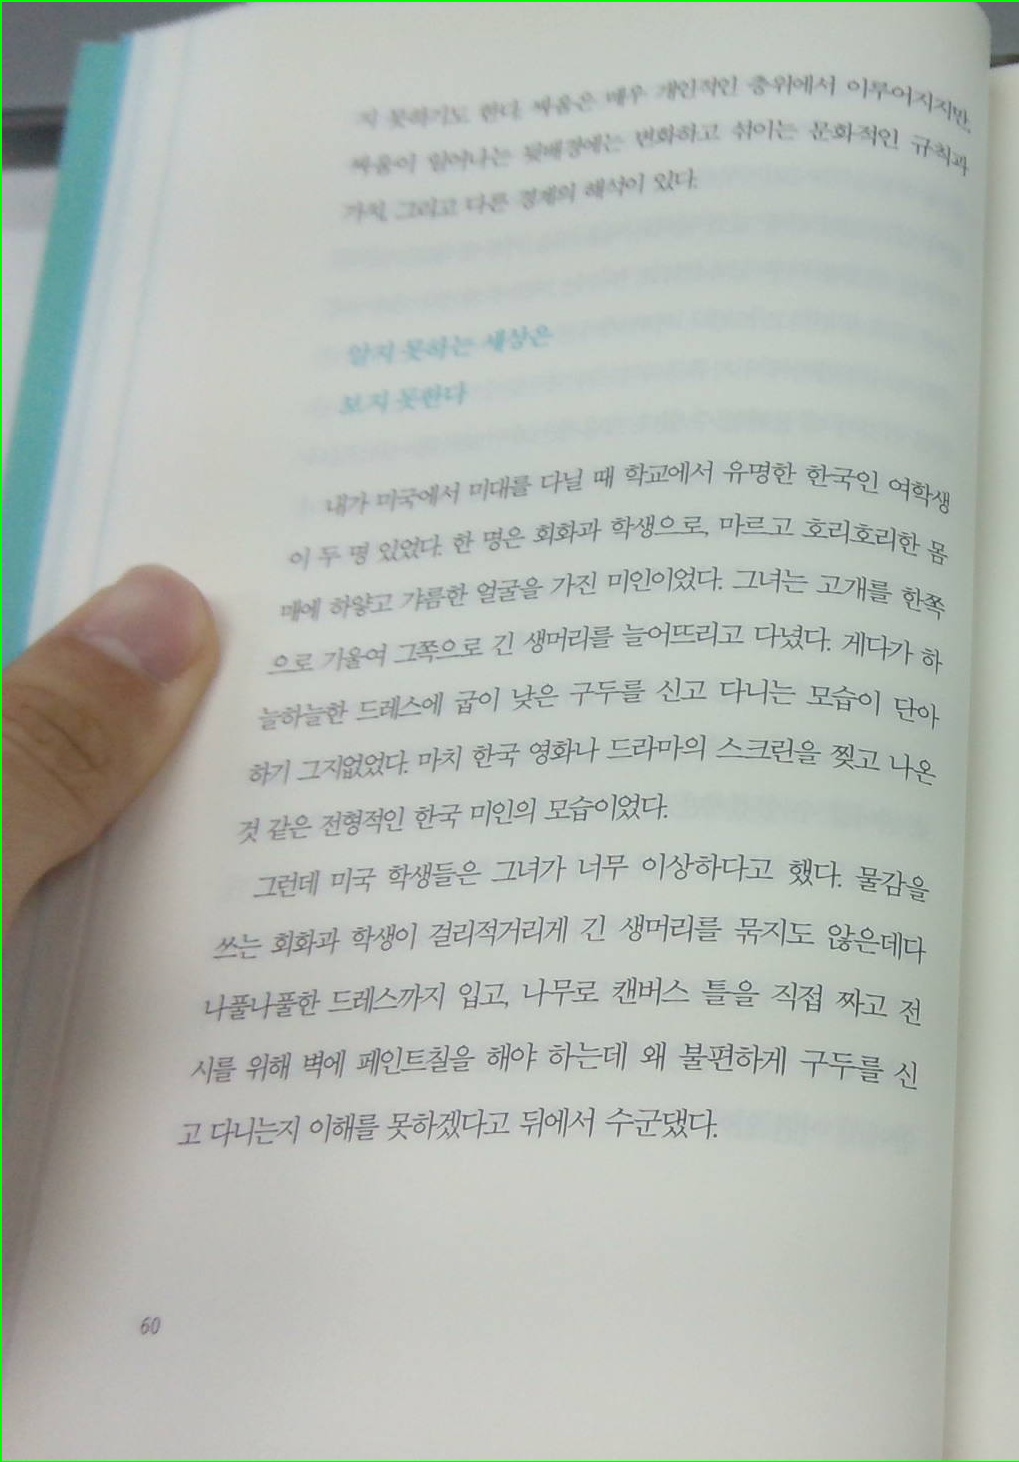 지 못하기도 한다. 싸움은 매우 개인적인 층위에서 이루어지지만,
싸움이 일어나는 뒷배경에는 변화하고 섞이는 문화적인 규칙과
가치, 그리고 다른 경계의 해석이 있다.
알지 못하는 세상은
보지 못한다
내가 미국에서 미대를 다닐 때 학교에서 유명한 한국인 여학생
이 두 명 있었다. 한 명은 회화과 학생으로, 마르고 호리호리한 몸
매에 하얗고 갸름한 얼굴을 가진 미인이었다. 그녀는 고개를 한쪽
으로 기울여 그쪽으로 긴 생머리를 늘어뜨리고 다녔다. 게다가 하
늘하늘한 드레스에 굽이 낮은 구두를 신고 다니는 모습이 단아
하기 그지없었다. 마치 한국 영화나 드라마의 스크린을 찢고 나온
것 같은 전형적인 한국 미인의 모습이었다.
그런데 미국 학생들은 그녀가 너무 이상하다고 했다. 물감을
쓰는 회화과 학생이 걸리적거리게 긴 생머리를 묶지도 않은데다
나풀나풀한 드레스까지 입고, 나무로 캔버스 틀을 직접 짜고 전
시를 위해 벽에 페인트칠을 해야 하는데 왜 불편하게 구두를 신
고 다니는지 이해를 못하겠다고 뒤에서 수군댔다.
60